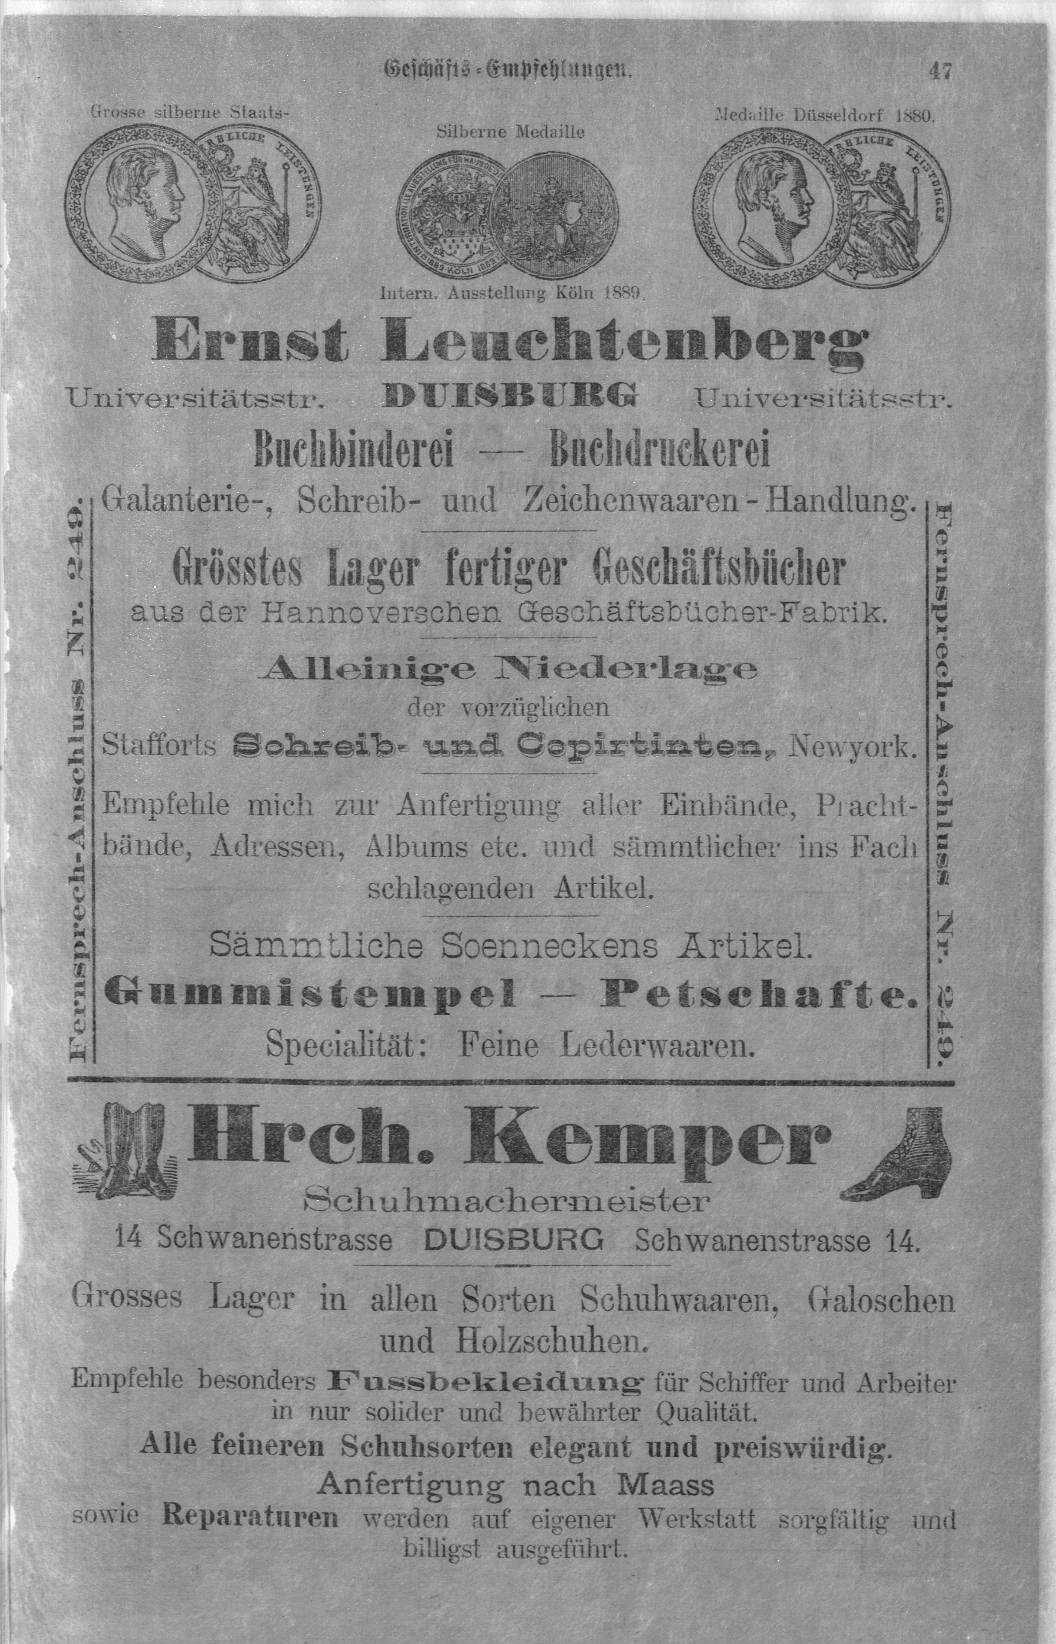 Geschäfts-Empfehlungen. 47
Grosse silberne Staats- Medaille Düsseldorf 1880.
Silberne Medaille
BLICHE LEISTUNGEN
RBLICHE LEISTUNGEN
KÖLN
Intern. Ausstellung Köln 1889.
Ernst Leuchtenberg
Universitätsstr. DUISBURG Universitätsstr.
Buchbinderei — Buchdruckerei
Galanterie-, Schreib- und Zeichenwaaren-Handlung.
Grösstes Lager fertiger Geschäftsbücher
aus der Hannoverschen Geschäftsbücher-Fabrik.
Alleinige Niederlage
der vorzüglichen
Stafforts Schreib- und Copirtinten, Newyork.
Empfehle mich zur Anfertigung aller Einbände, Pracht-
bände, Adressen, Albums etc. und sämmtlicher ins Fach
schlagenden Artikel.
Sämmtliche Soenneckens Artikel.
Gummistempel — Petschafte.
Specialität: Feine Lederwaaren.
Fernsprech-Anschluss Nr. 249.
Fernsprech-Anschluss Nr. 249.
Hrch. Kemper
Schuhmachermeister
14 Schwanenstrasse DUISBURG Schwanenstrasse 14.
Grosses Lager in allen Sorten Schuhwaaren, Galoschen
und Holzschuhen.
Empfehle besonders Fussbekleidung für Schiffer und Arbeiter
in nur solider und bewährter Qualität.
Alle feineren Schuhsorten elegant und preiswürdig.
Anfertigung nach Maass
sowie Reparaturen werden auf eigener Werkstatt sorgfältig und
billigst ausgeführt.